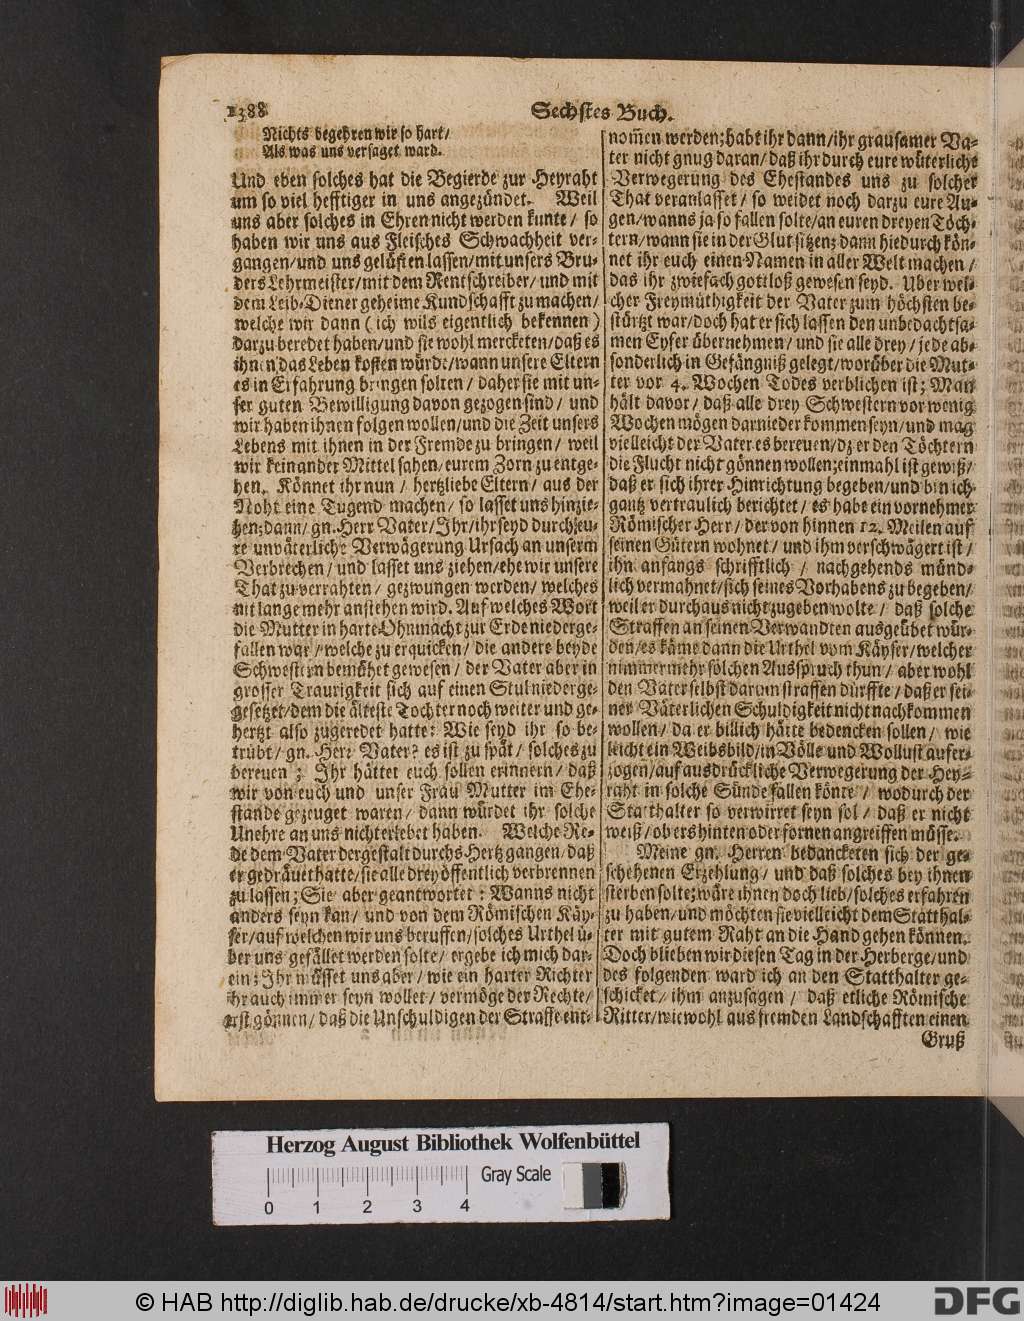 1388
Sechstes Buch.
Nichts begehren wir so hart/
Als was uns versaget ward.
Und eben solches hat die Begierde zur Heyraht
um so viel hefftiger in uns angezündet. Weil
uns aber solches in Ehren nicht werden kunte / so
haben wir uns aus Fleisches Schwachheit ver-
gangen/und uns gelüsten lassen/mit unsers Bru-
ders Lehrmeister/mit dem Rentschreiber/und mit
dem Leib-Diener geheime Kundschafft zu machen/
welche wir dann (ich wils eigentlich bekennen)
darzu beredet haben/und sie wohl mercketen/daß es
ihnen das Leben kosten würde/wann unsere Eltern
es in Erfahrung bringen solten / daher sie mit un-
ser guten Bewilligung davon gezogen sind / und
wir haben ihnen folgen wollen/und die Zeit unsers
Lebens mit ihnen in der Fremde zu bringen / weil
wir kein ander Mittel sahen/eurem Zorn zu entge-
hen. Könnet ihr nun / hertzliebe Eltern / aus der
Noht eine Tugend machen / so lasset uns hinzie-
hen; dann/ gn. Herr Vater/Ihr/ihr seyd durch eu-
re unväterliche Verwägerung Ursach an unserm
Verbrechen / und lasset uns ziehen/ehe wir unsere
That zu verrahten / gezwungen werden/ welches
nit lange mehr anstehen wird. Auf welches Wort
die Mutter in harte Ohnmacht zur Erde niederge-
fallen war / welche zu erquicken / die andere beyde
Schwestern bemühet gewesen / der Vater aber in
grosser Traurigkeit sich auf einen Stul niederge-
gesetzet/dem die älteste Tochter noch weiter und ge-
hertzt also zugeredet hatte: Wie seyd ihr so be-
trübt / gn. Herr Vater? es ist zu spät / solches zu
bereuen; Ihr hättet euch sollen erinnern / daß
wir von euch und unser Frau Mutter im Ehe-
stande gezeuget waren / dann würdet ihr solche
Unehre an uns nicht erlebet haben. Welche Re-
de dem Vater dergestalt durchs Hertz gangen/daß
er gedräuet hatte/sie alle drey öffentlich verbrennen
zu lassen; Sie aber geantwortet: Wanns nicht
anders seyn kan / und von dem Römischen Käy-
ser/auf welchen wir uns beruffen/solches Urthel ü-
ber uns gefället werden solte / ergebe ich mich dar-
ein; Ihr müsset uns aber / wie ein harter Richter
ihr auch immer seyn wollet / vermöge der Rechte/
erst gönnen / daß die Unschuldigen der Straffe ent-
nom̃en werden; habt ihr dann/ihr grausamer Va-
ter nicht gnug daran/ daß ihr durch eure wüterliche
Verwegerung des Ehestandes uns zu solcher
That veranlasset / so weidet noch darzu eure Au-
gen/wanns ja so fallen solte/an euren dreyen Töch-
tern/wann sie in der Glut sitzen; dann hiedurch kön-
net ihr euch einen Namen in aller Welt machen /
das ihr zwiefach gottloß gewesen seyd. Uber wel-
cher Freymüthigkeit der Vater zum höchsten be-
stürtzt war/doch hat er sich lassen den unbedachtsa-
men Eyfer übernehmen / und sie alle drey / jede ab-
sonderlich in Gefängniß gelegt/worüber die Mut-
ter vor 4. Wochen Todes verblichen ist; Man
hält davor / daß alle drey Schwestern vor wenig
Wochen mögen darnieder kommen seyn/und mag
vielleicht der Vater es bereuen/dz er den Töchtern
die Flucht nicht gönnen wollen; einmahl ist gewiß/
daß er sich ihrer Hinrichtung begeben/und bin ich
gantz vertraulich berichtet / es habe ein vornehmer
Römischer Herr / der von hinnen 12. Meilen auf
seinen Gütern wohnet / und ihm verschwägert ist /
ihn anfangs schrifftlich / nachgehends münd-
lich vermahnet/sich seines Vorhabens zu begeben/
weil er durchaus nicht zugeben wolte / daß solche
Straffen an seinen Verwandten ausgeübet wür-
den/es käme dann die Urthel vom Käyser/welcher
nimmermehr solchen Ausspruch thun / aber wohl
den Vater selbst darum straffen dürffte / daß er sei-
ner Väterlichen Schuldigkeit nicht nachkommen
wollen / da er billich hätte bedencken sollen / wie
leicht ein Weibsbild/in Völle und Wollust aufer-
zogen/auf ausdrückliche Verwegerung der Hey-
raht in solche Sünde fallen könte / wodurch der
Statthalter so verwirret seyn sol / daß er nicht
weiß/ob ers hinten oder fornen angreiffen müsse.
Meine gn. Herren bedancketen sich der ge-
schehenen Erzehlung / und daß solches bey ihnen
sterben solte; wäre ihnen doch lieb/solches erfahren
zu haben/und möchten sie vielleicht dem Statthal-
ter mit gutem Raht an die Hand gehen können.
Doch blieben wir diesen Tag in der Herberge/und
des folgenden ward ich an den Statthalter ge-
schicket / ihm anzusagen / daß etliche Römische
Ritter/wiewohl aus fremden Landschafften einen
Gruß
Herzog August Bibliothek Wolfenbüttel
Gray Scale
0 1 2 3 4
© HAB http://diglib.hab.de/drucke/xb-4814/start.htm?image=01424
DFG